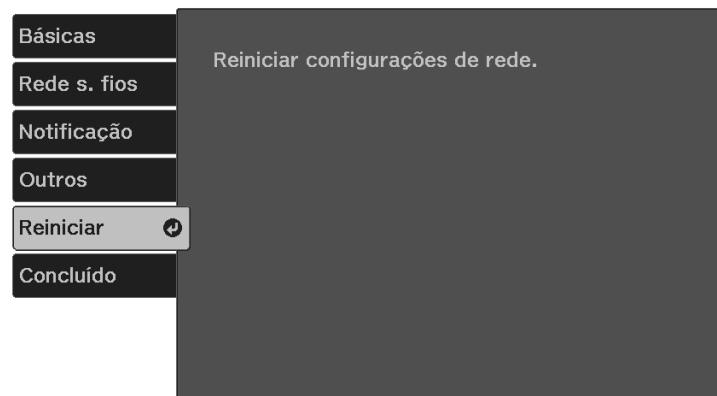 Básicas
Rede s. fios
Notificação
Outros
Reiniciar
Concluído
Reiniciar configurações de rede.